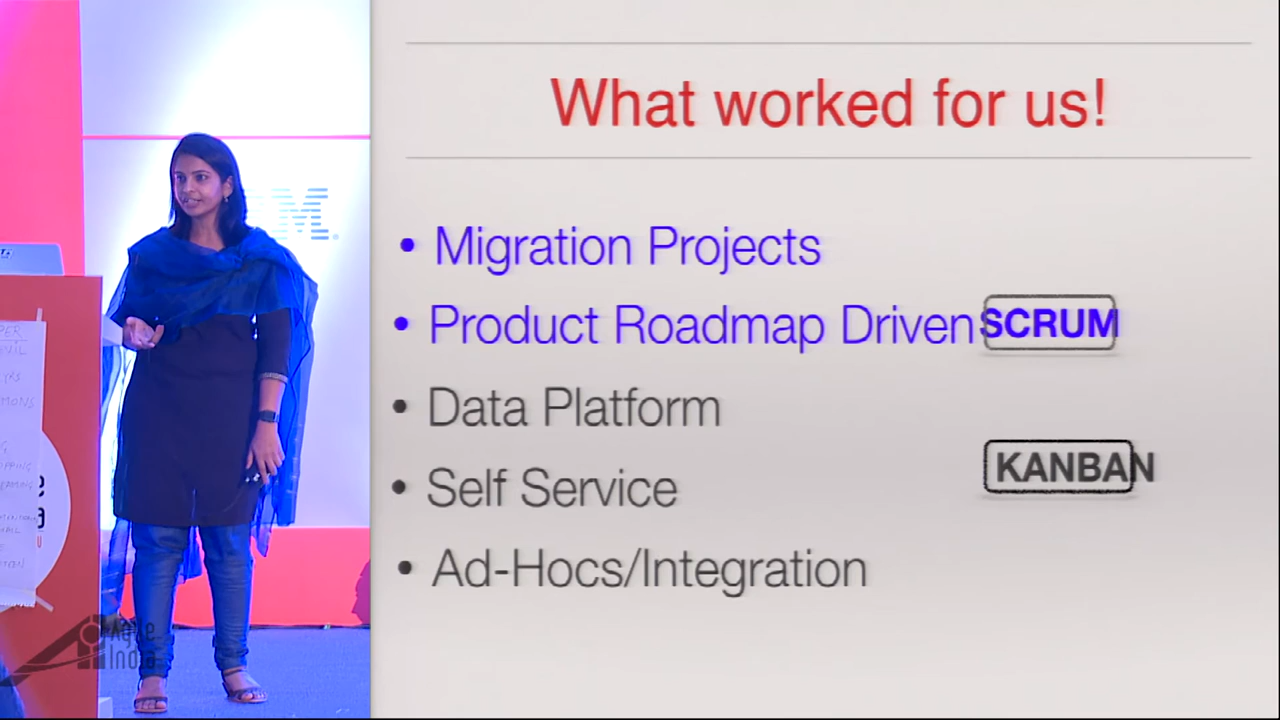 What worked for us!
• Migration Projects
• Product Roadmap Driven
SCRUM
• Data Platform
KANBAN
• Self Service
• Ad-Hocs/Integration
Agile
India